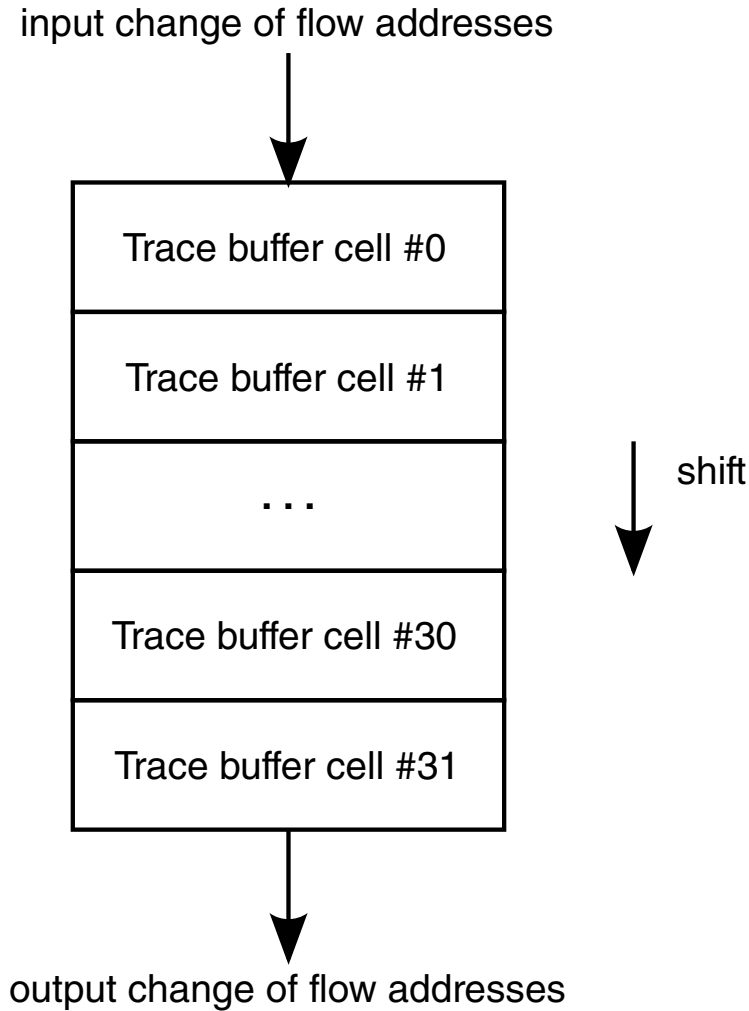 input change of flow addresses
Trace buffer cell #0
Trace buffer cell #1
shift
. . .
Trace buffer cell #30
Trace buffer cell #31
output change of flow addresses